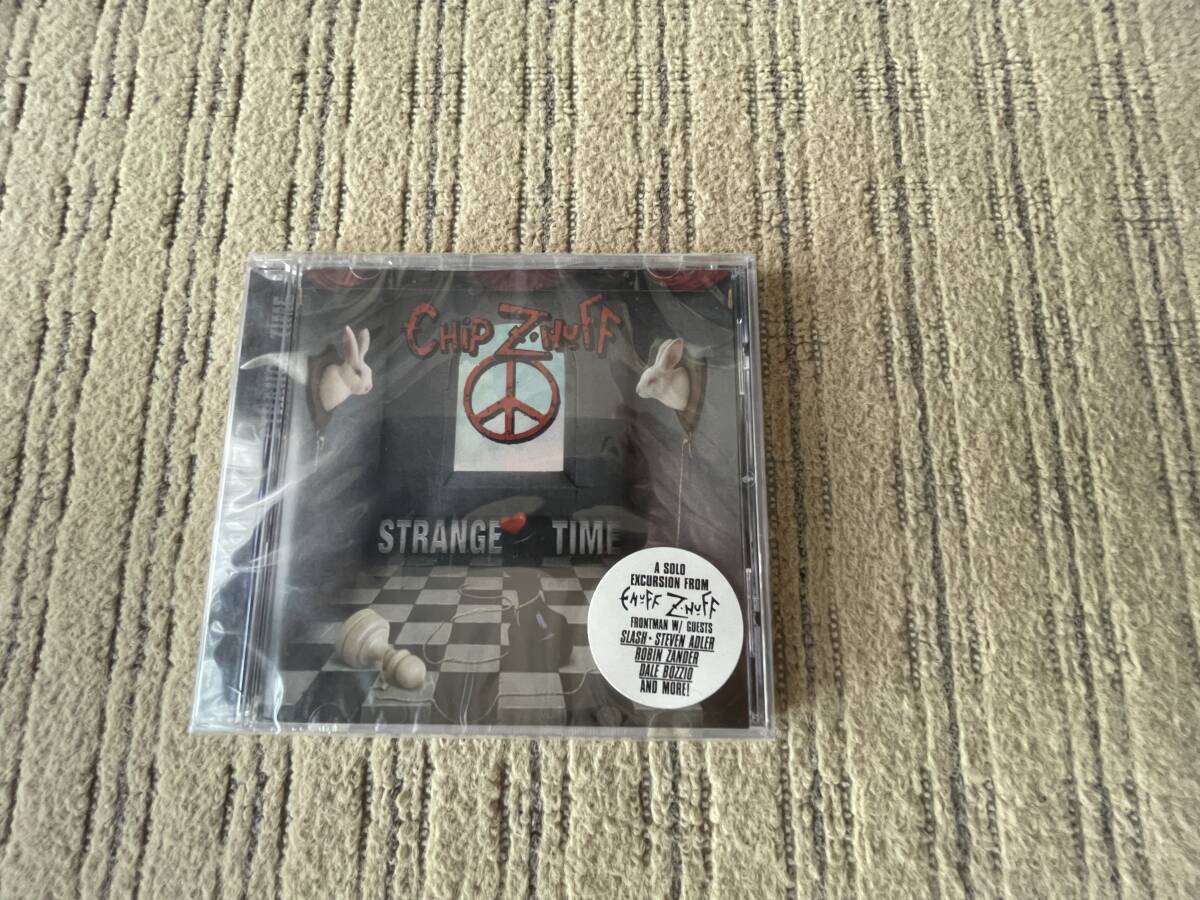 CHIP Z'NUFF
STRANGE TIME
A SOLO
EXCURSION FROM
ENUFF Z'NUFF
FRONTMAN W/ GUESTS
SLASH • STEVEN ADLER
ROBIN ZANDER
DALE BOZZIO
AND MORE!